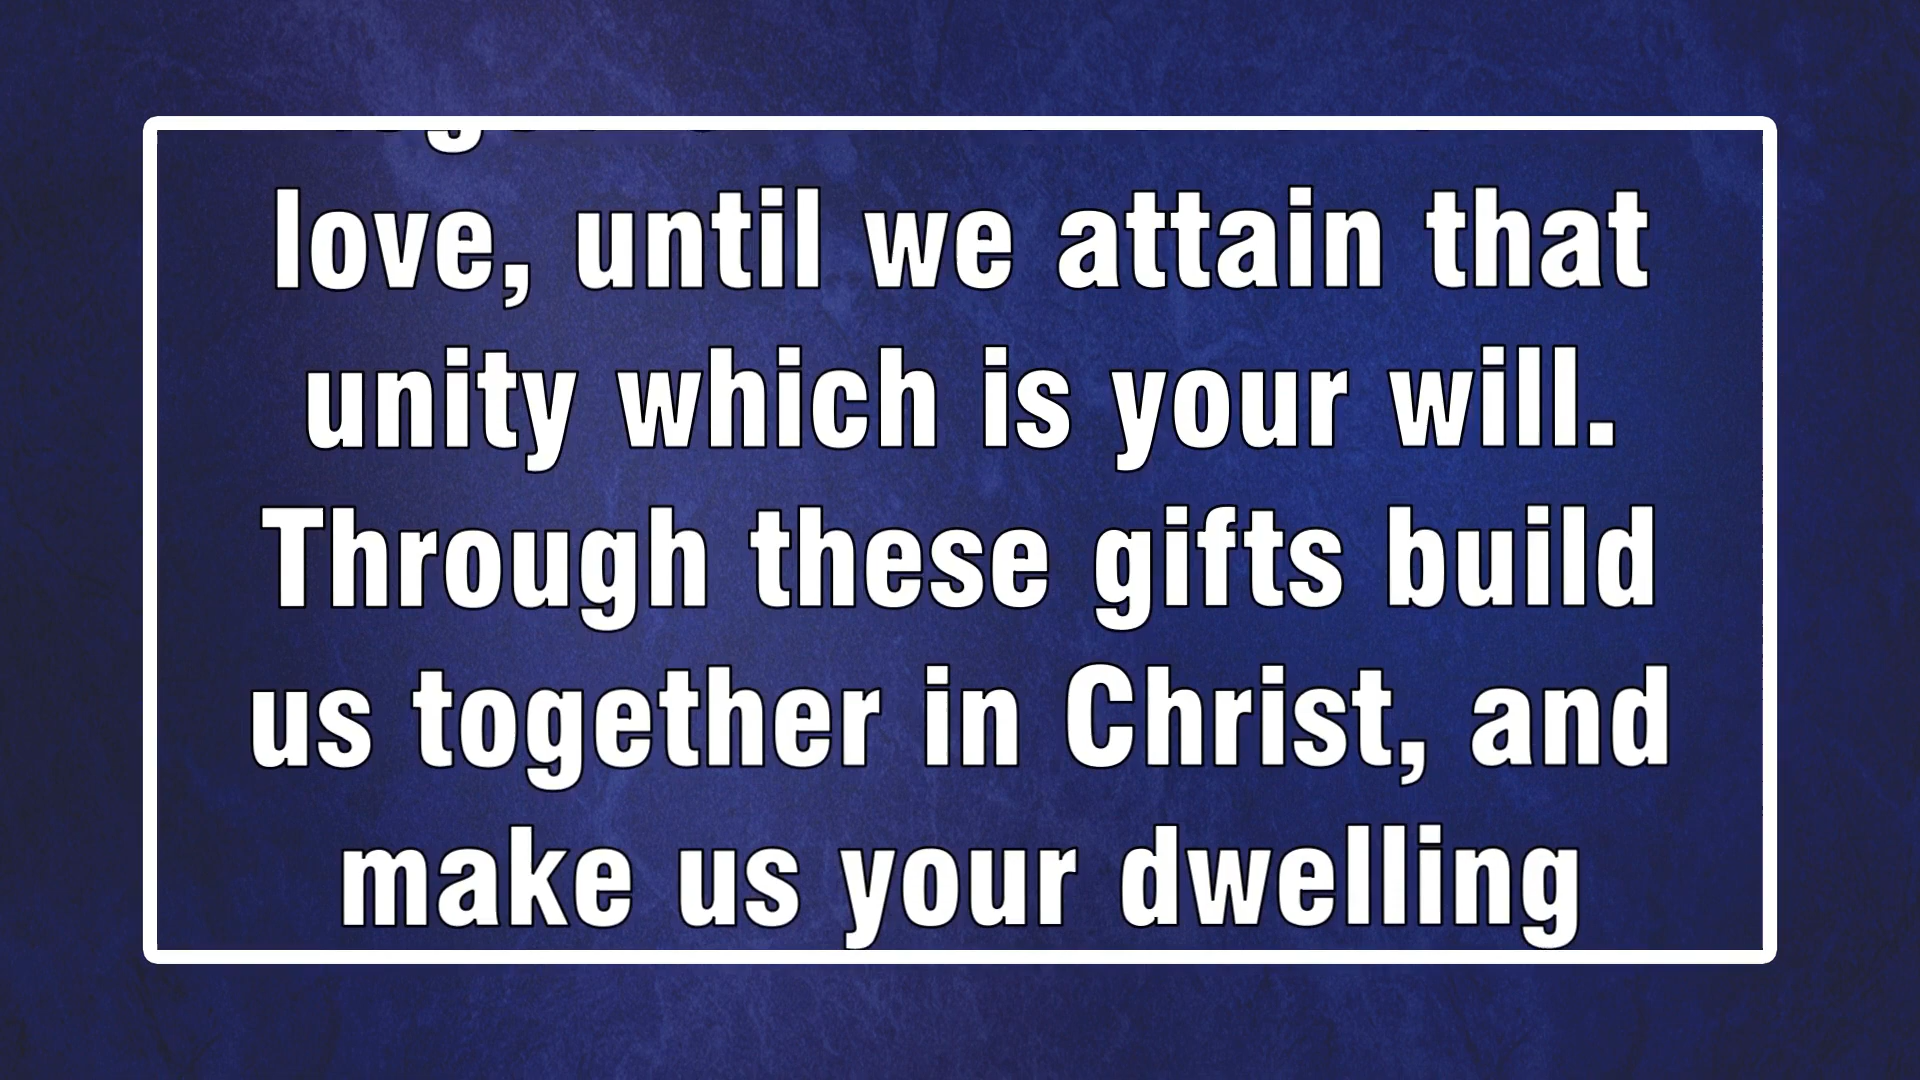 love, until we attain that
unity which is your will.
Through these gifts build
us together in Christ, and
make us your dwelling